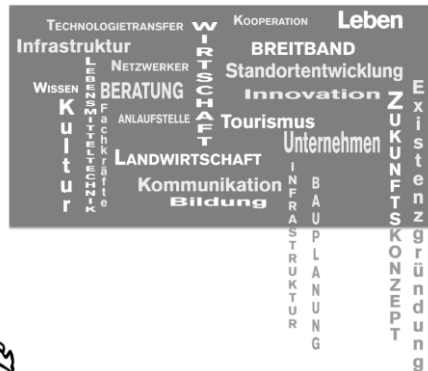 TECHNOLOGIETRANSFER
WIRTSCHAFT
KOOPERATION
Leben
Infrastruktur
BREITBAND
LEBENSMITTELTECHNIK
NETZWERKER
Standortentwicklung
WISSEN
BERATUNG
Innovation
Existenzgründung
Kultur
Fachkräfte
ZUKUNFTSKONZEPT
ANLAUFSTELLE
Tourismus
Unternehmen
LANDWIRTSCHAFT
INFRASTRUKTUR
Kommunikation
BAUPLANUNG
Bildung